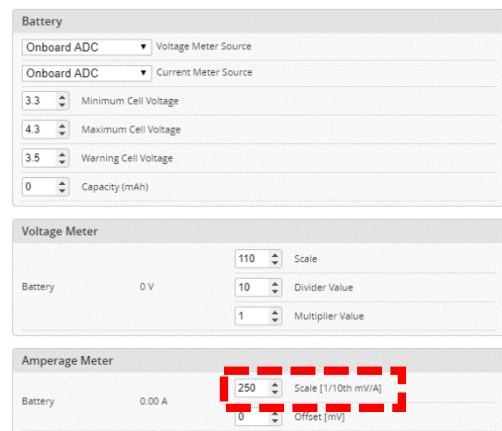 Battery
Onboard ADC Voltage Meter Source
Onboard ADC Current Meter Source
3.3 Minimum Cell Voltage
4.3 Maximum Cell Voltage
3.5 Warning Cell Voltage
0 Capacity (mAh)
Voltage Meter
110 Scale
Battery 0 V 10 Divider Value
1 Multiplier Value
Amperage Meter
250 Scale [1/10th mV/A]
Battery 0.00 A
0 Offset [mV]